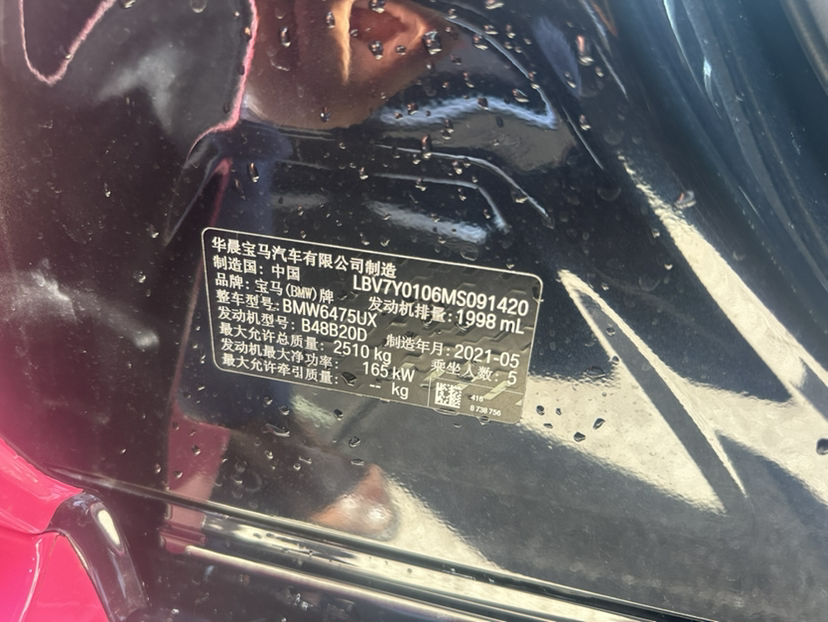 华晨宝马汽车有限公司制造
制造国: 中国 LBV7Y0106MS091420
品牌: 宝马(BMW)牌 发动机排量: 1998 mL
整车型号: BMW6475UX
发动机型号: B48B20D 制造年月: 2021-05
最大允许总质量: 2510 kg 乘坐人数: 5
发动机最大净功率: 165 kW
最大允许牵引质量: -- kg
416
8 738 756